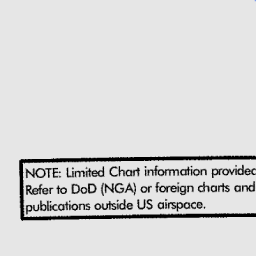 NOTE: Limited Chart information provided
Refer to DoD (NGA) or foreign charts and
publications outside US airspace.